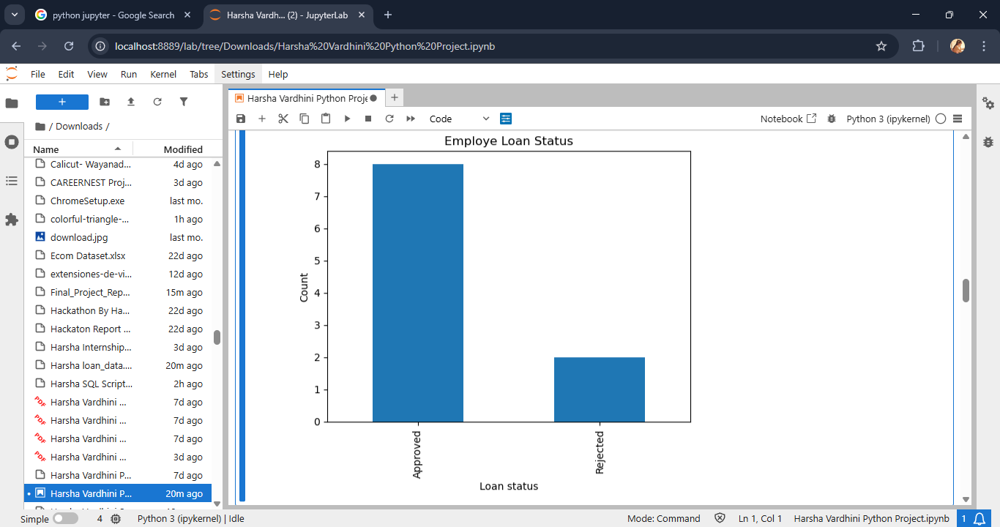 python jupyter - Google Search
Harsha Vardh... (2) - JupyterLab
localhost:8889/lab/tree/Downloads/Harsha%20Vardhini%20Python%20Project.ipynb
File Edit View Run Kernel Tabs Settings Help
/ Downloads /
Name Modified
Calicut- Wayanad... 4d ago
CAREERNEST Proj... 3d ago
ChromeSetup.exe last mo.
colorful-triangle-... 1h ago
download.jpg last mo.
Ecom Dataset.xlsx 22d ago
extensiones-de-vi... 12d ago
Final_Project_Rep... 15m ago
Hackathon By Ha... 22d ago
Hackaton Report ... 22d ago
Harsha Internship... 3d ago
Harsha loan_data.... 20m ago
Harsha SQL Script... 2h ago
PDF Harsha Vardhini ... 7d ago
PDF Harsha Vardhini ... 7d ago
PDF Harsha Vardhini ... 7d ago
PDF Harsha Vardhini ... 3d ago
Harsha Vardhini P... 7d ago
Harsha Vardhini P... 20m ago
Harsha Vardhini Python Proje
Code
Notebook
Python 3 (ipykernel)
Employe Loan Status
8
7
6
5
4
3
2
1
0
Count
Approved
Rejected
Loan status
Simple 4 Python 3 (ipykernel) | Idle
Mode: Command Ln 1, Col 1 Harsha Vardhini Python Project.ipynb 1